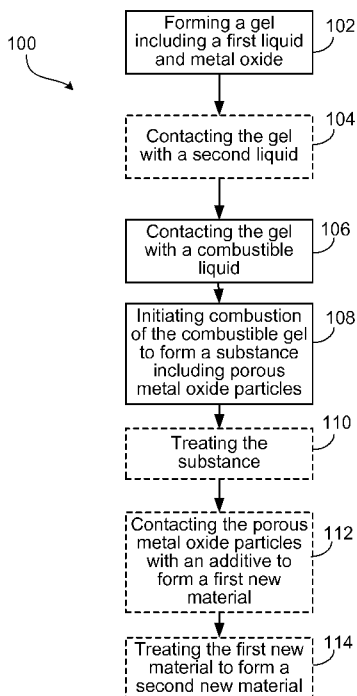 100
Forming a gel
including a first liquid
and metal oxide
102
Contacting the gel
with a second liquid
104
Contacting the gel
with a combustible
liquid
106
Initiating combustion
of the combustible gel
to form a substance
including porous
metal oxide particles
108
Treating the
substance
110
Contacting the porous
metal oxide particles
with an additive to
form a first new
material
112
Treating the first
new material to form a
second new material
114